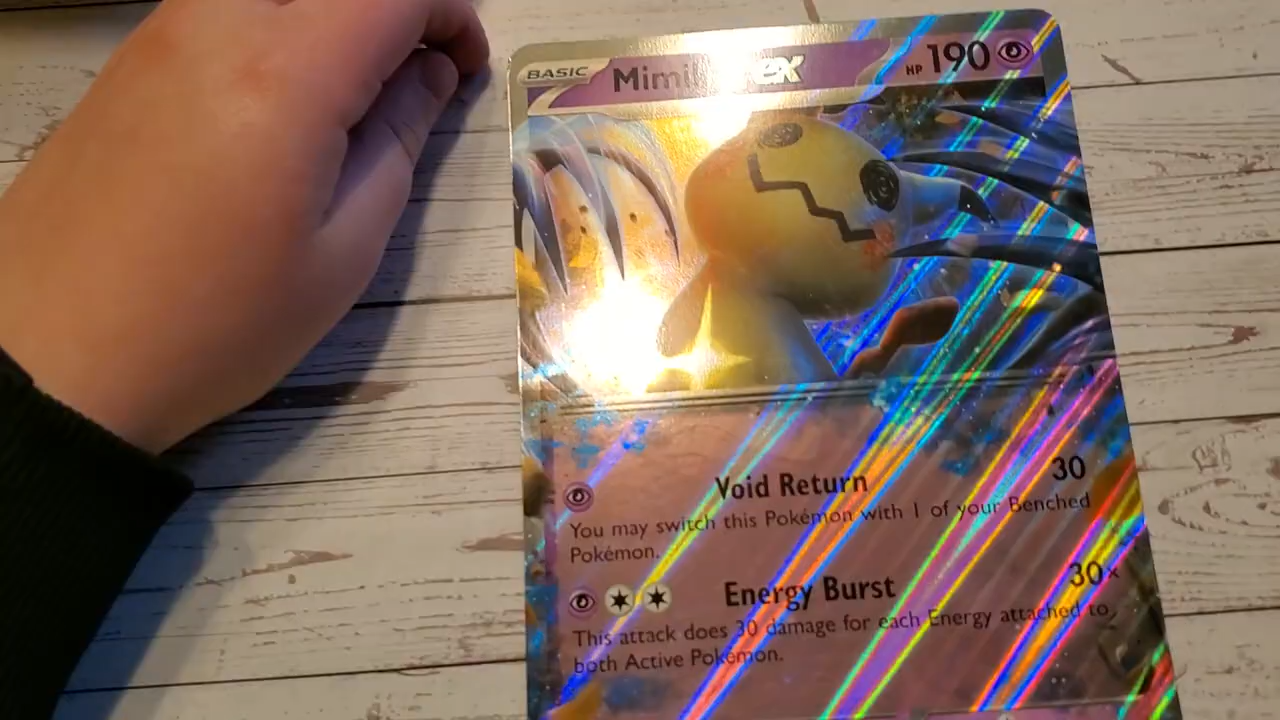 BASIC Mimi ex HP 190
Void Return 30
You may switch this Pokémon with 1 of your Benched
Pokémon.
Energy Burst 30×
This attack does 30 damage for each Energy attached to
both Active Pokémon.